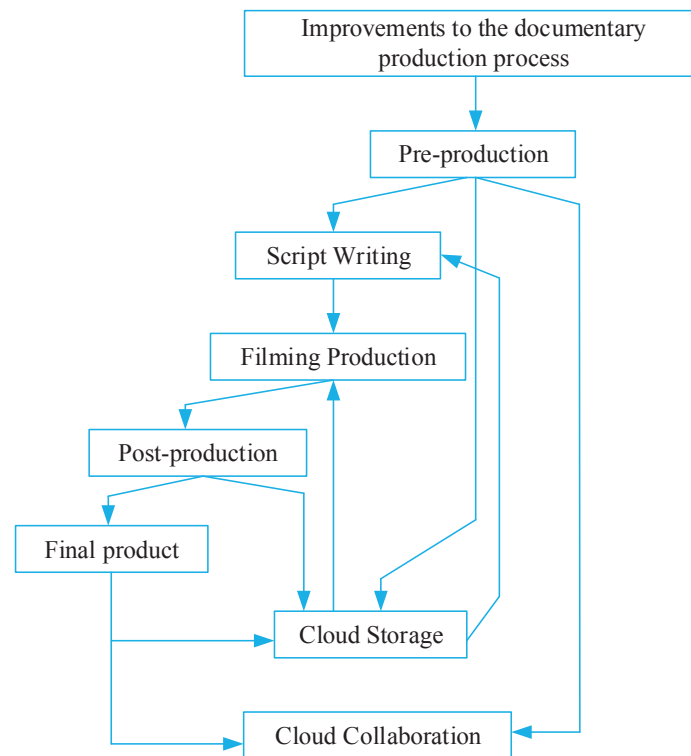 Improvements to the documentary
production process
Pre-production
Script Writing
Filming Production
Post-production
Final product
Cloud Storage
Cloud Collaboration